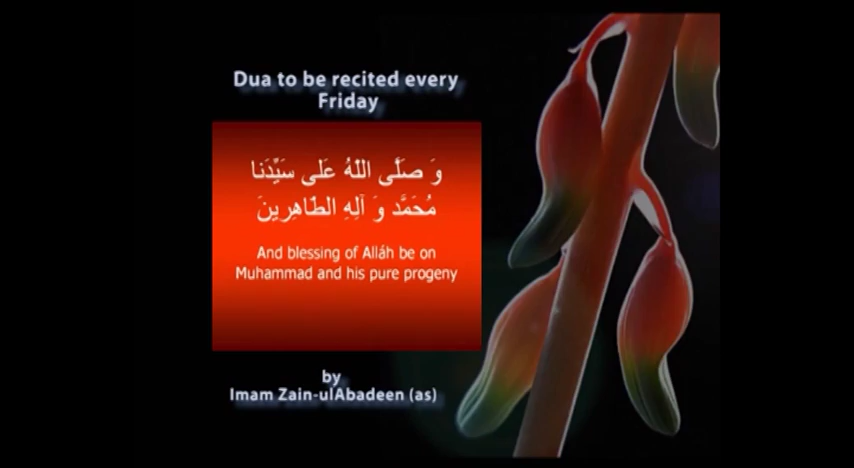 Dua to be recited every
Friday
وَ صَلَّى اللّٰهُ عَلى سَيِّدَنا
مُحَمَّد وَ آلِهِ الطّاهِرِينَ
And blessing of Alláh be on
Muhammad and his pure progeny
by
Imam Zain-ulAbadeen (as)